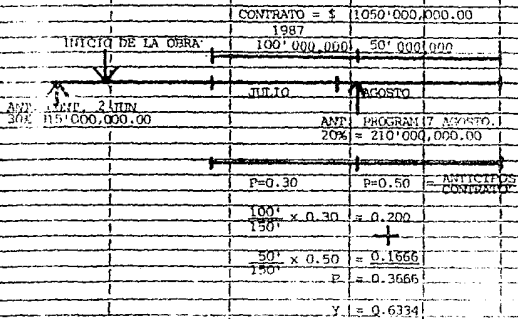 CONTRATO = $ 1050'000,000.00
1987
INICIO DE LA OBRA 100'000,000 50'000,000
JULIO AGOSTO
ANT. 2 JUN
30% 315'000,000.00
ANT. PROGRAM 7 AGOSTO.
20% = 210'000,000.00
P=0.30 P=0.50 = ANTICIPOS
CONTRATO
100'
150' x 0.30 = 0.200
+
50'
150' x 0.50 = 0.1666
P = 0.3666
Y = 0.6334